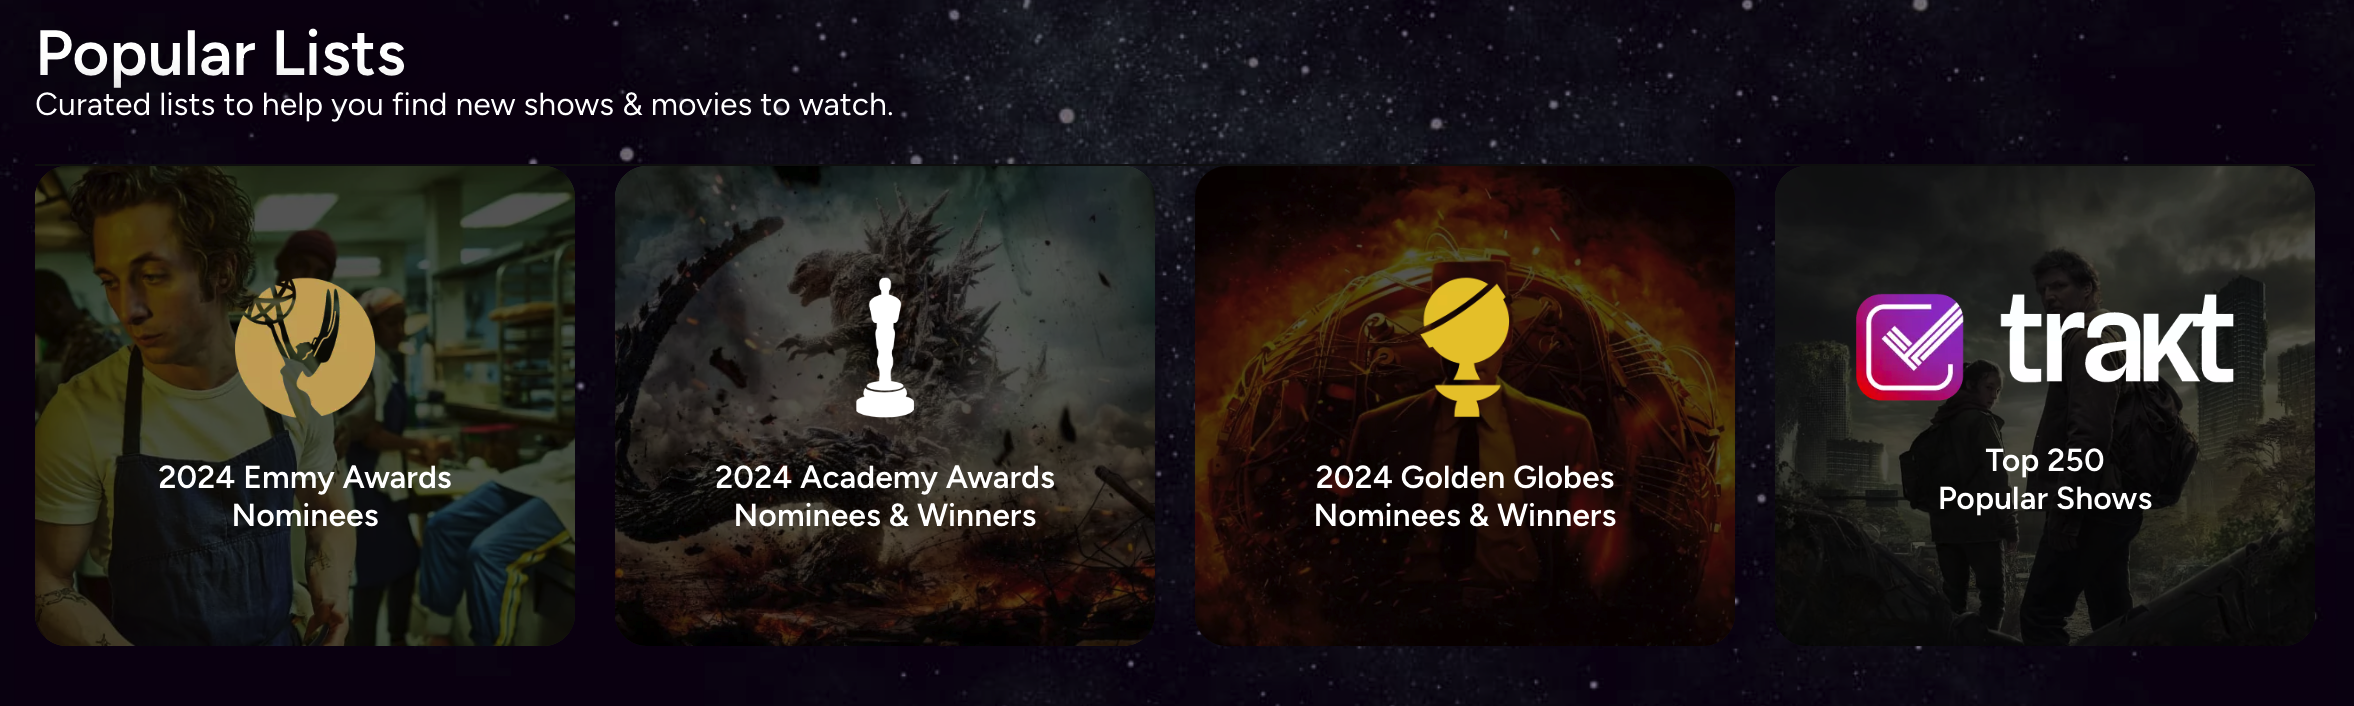 Popular Lists
Curated lists to help you find new shows & movies to watch.
2024 Emmy Awards
Nominees
2024 Academy Awards
Nominees & Winners
2024 Golden Globes
Nominees & Winners
trakt
Top 250
Popular Shows